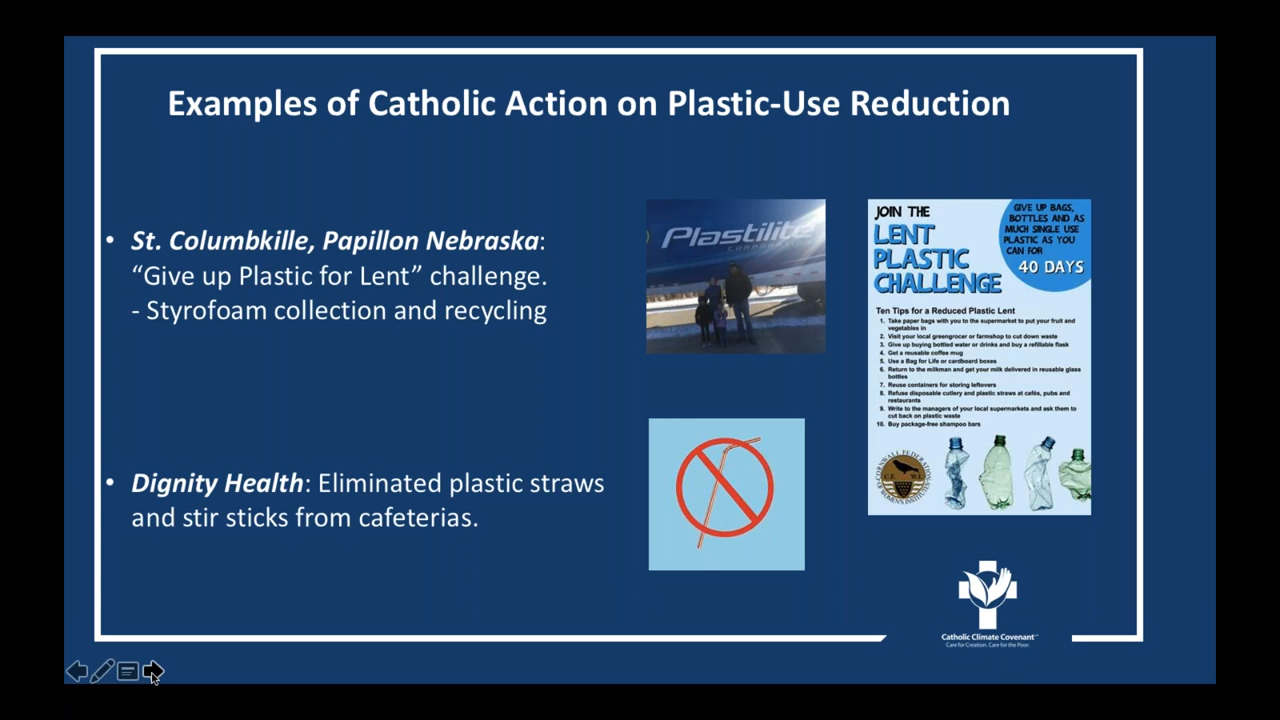 Examples of Catholic Action on Plastic-Use Reduction
• St. Columbkille, Papillon Nebraska:
“Give up Plastic for Lent” challenge.
- Styrofoam collection and recycling
• Dignity Health: Eliminated plastic straws
and stir sticks from cafeterias.
Plastilite
CORPORATION
JOIN THE
LENT
PLASTIC
CHALLENGE
GIVE UP BAGS,
BOTTLES AND AS
MUCH SINGLE USE
PLASTIC AS YOU
CAN FOR
40 DAYS
Ten Tips for a Reduced Plastic Lent
1. Take paper bags with you to the supermarket to put your fruit and
vegetables in
2. Visit your local greengrocer or farmshop to cut down waste
3. Give up buying bottled water or drinks and buy a refillable flask
4. Get a reusable coffee mug
5. Use a Bag for Life or cardboard boxes
6. Return to the milkman and get your milk delivered in reusable glass
bottles
7. Reuse containers for storing leftovers
8. Refuse disposable cutlery and plastic straws at cafés, pubs and
restaurants
9. Write to the managers of your local supermarkets and ask them to
cut back on plastic waste
10. Buy package-free shampoo bars
CORNWALL FEDERATION
Catholic Climate Covenant™
Care for Creation. Care for the Poor.